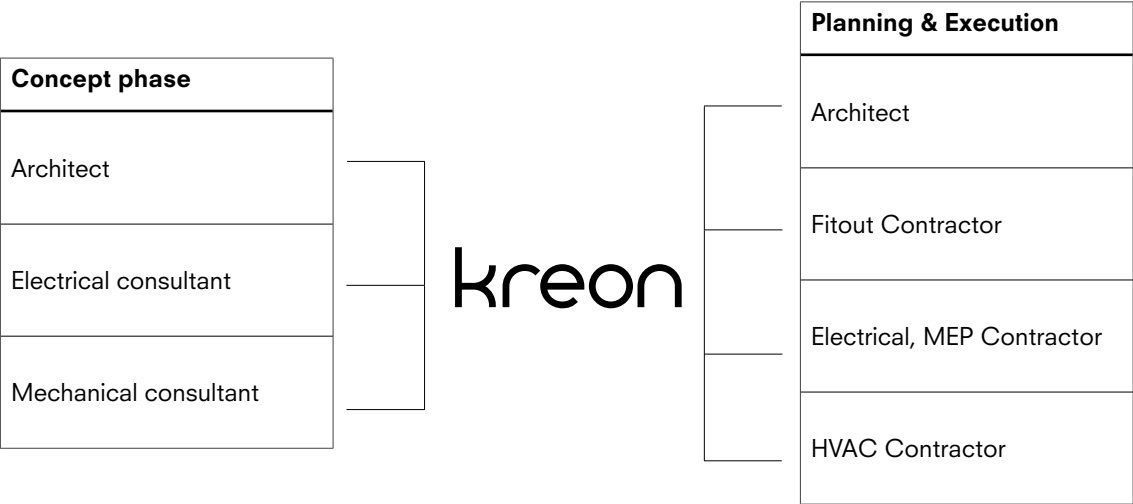 Concept phase
Architect
Electrical consultant
Mechanical consultant
kreon
Planning & Execution
Architect
Fitout Contractor
Electrical, MEP Contractor
HVAC Contractor